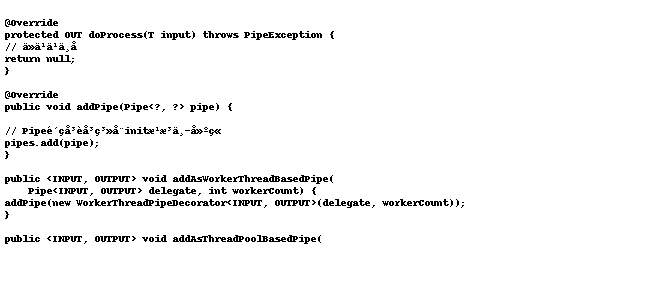 @Override
protected OUT doProcess(T input) throws PipeException {
// ä»ä¹ä¹ä¸å
return null;
}
@Override
public void addPipe(Pipe<?, ?> pipe) {
// Pipeé´çå³èå³ç³»å¨initæ¹æ³ä¸­å»ºç«
pipes.add(pipe);
}
public <INPUT, OUTPUT> void addAsWorkerThreadBasedPipe(
Pipe<INPUT, OUTPUT> delegate, int workerCount) {
addPipe(new WorkerThreadPipeDecorator<INPUT, OUTPUT>(delegate, workerCount));
}
public <INPUT, OUTPUT> void addAsThreadPoolBasedPipe(